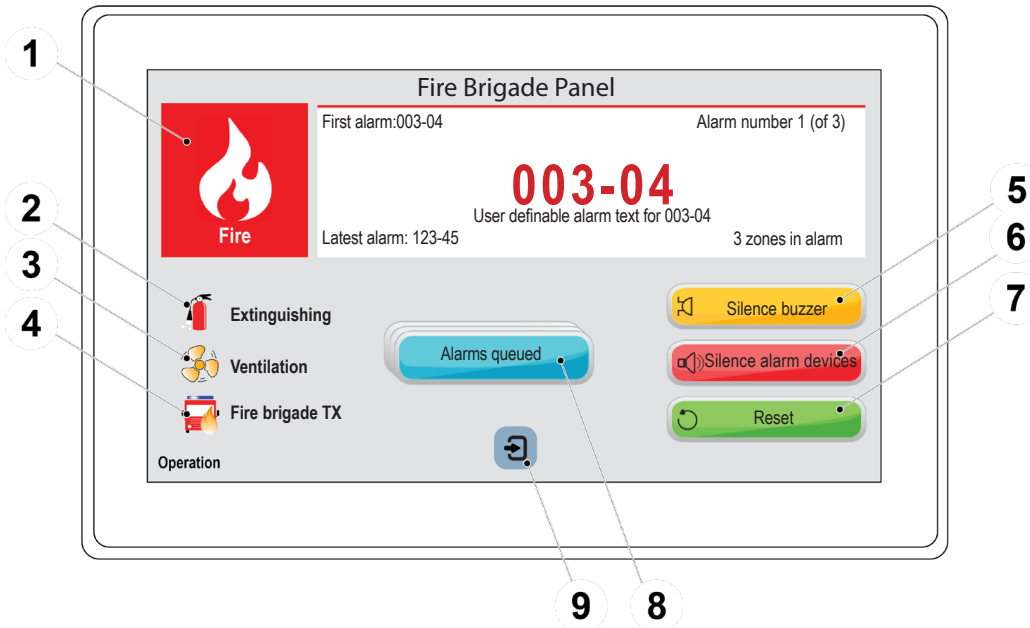 1
Fire Brigade Panel
First alarm:003-04
Alarm number 1 (of 3)
003-04
User definable alarm text for 003-04
Fire
Latest alarm: 123-45
3 zones in alarm
2
3
4
5
6
7
Extinguishing
Silence buzzer
Ventilation
Alarms queued
Silence alarm devices
Fire brigade TX
Reset
Operation
9
8